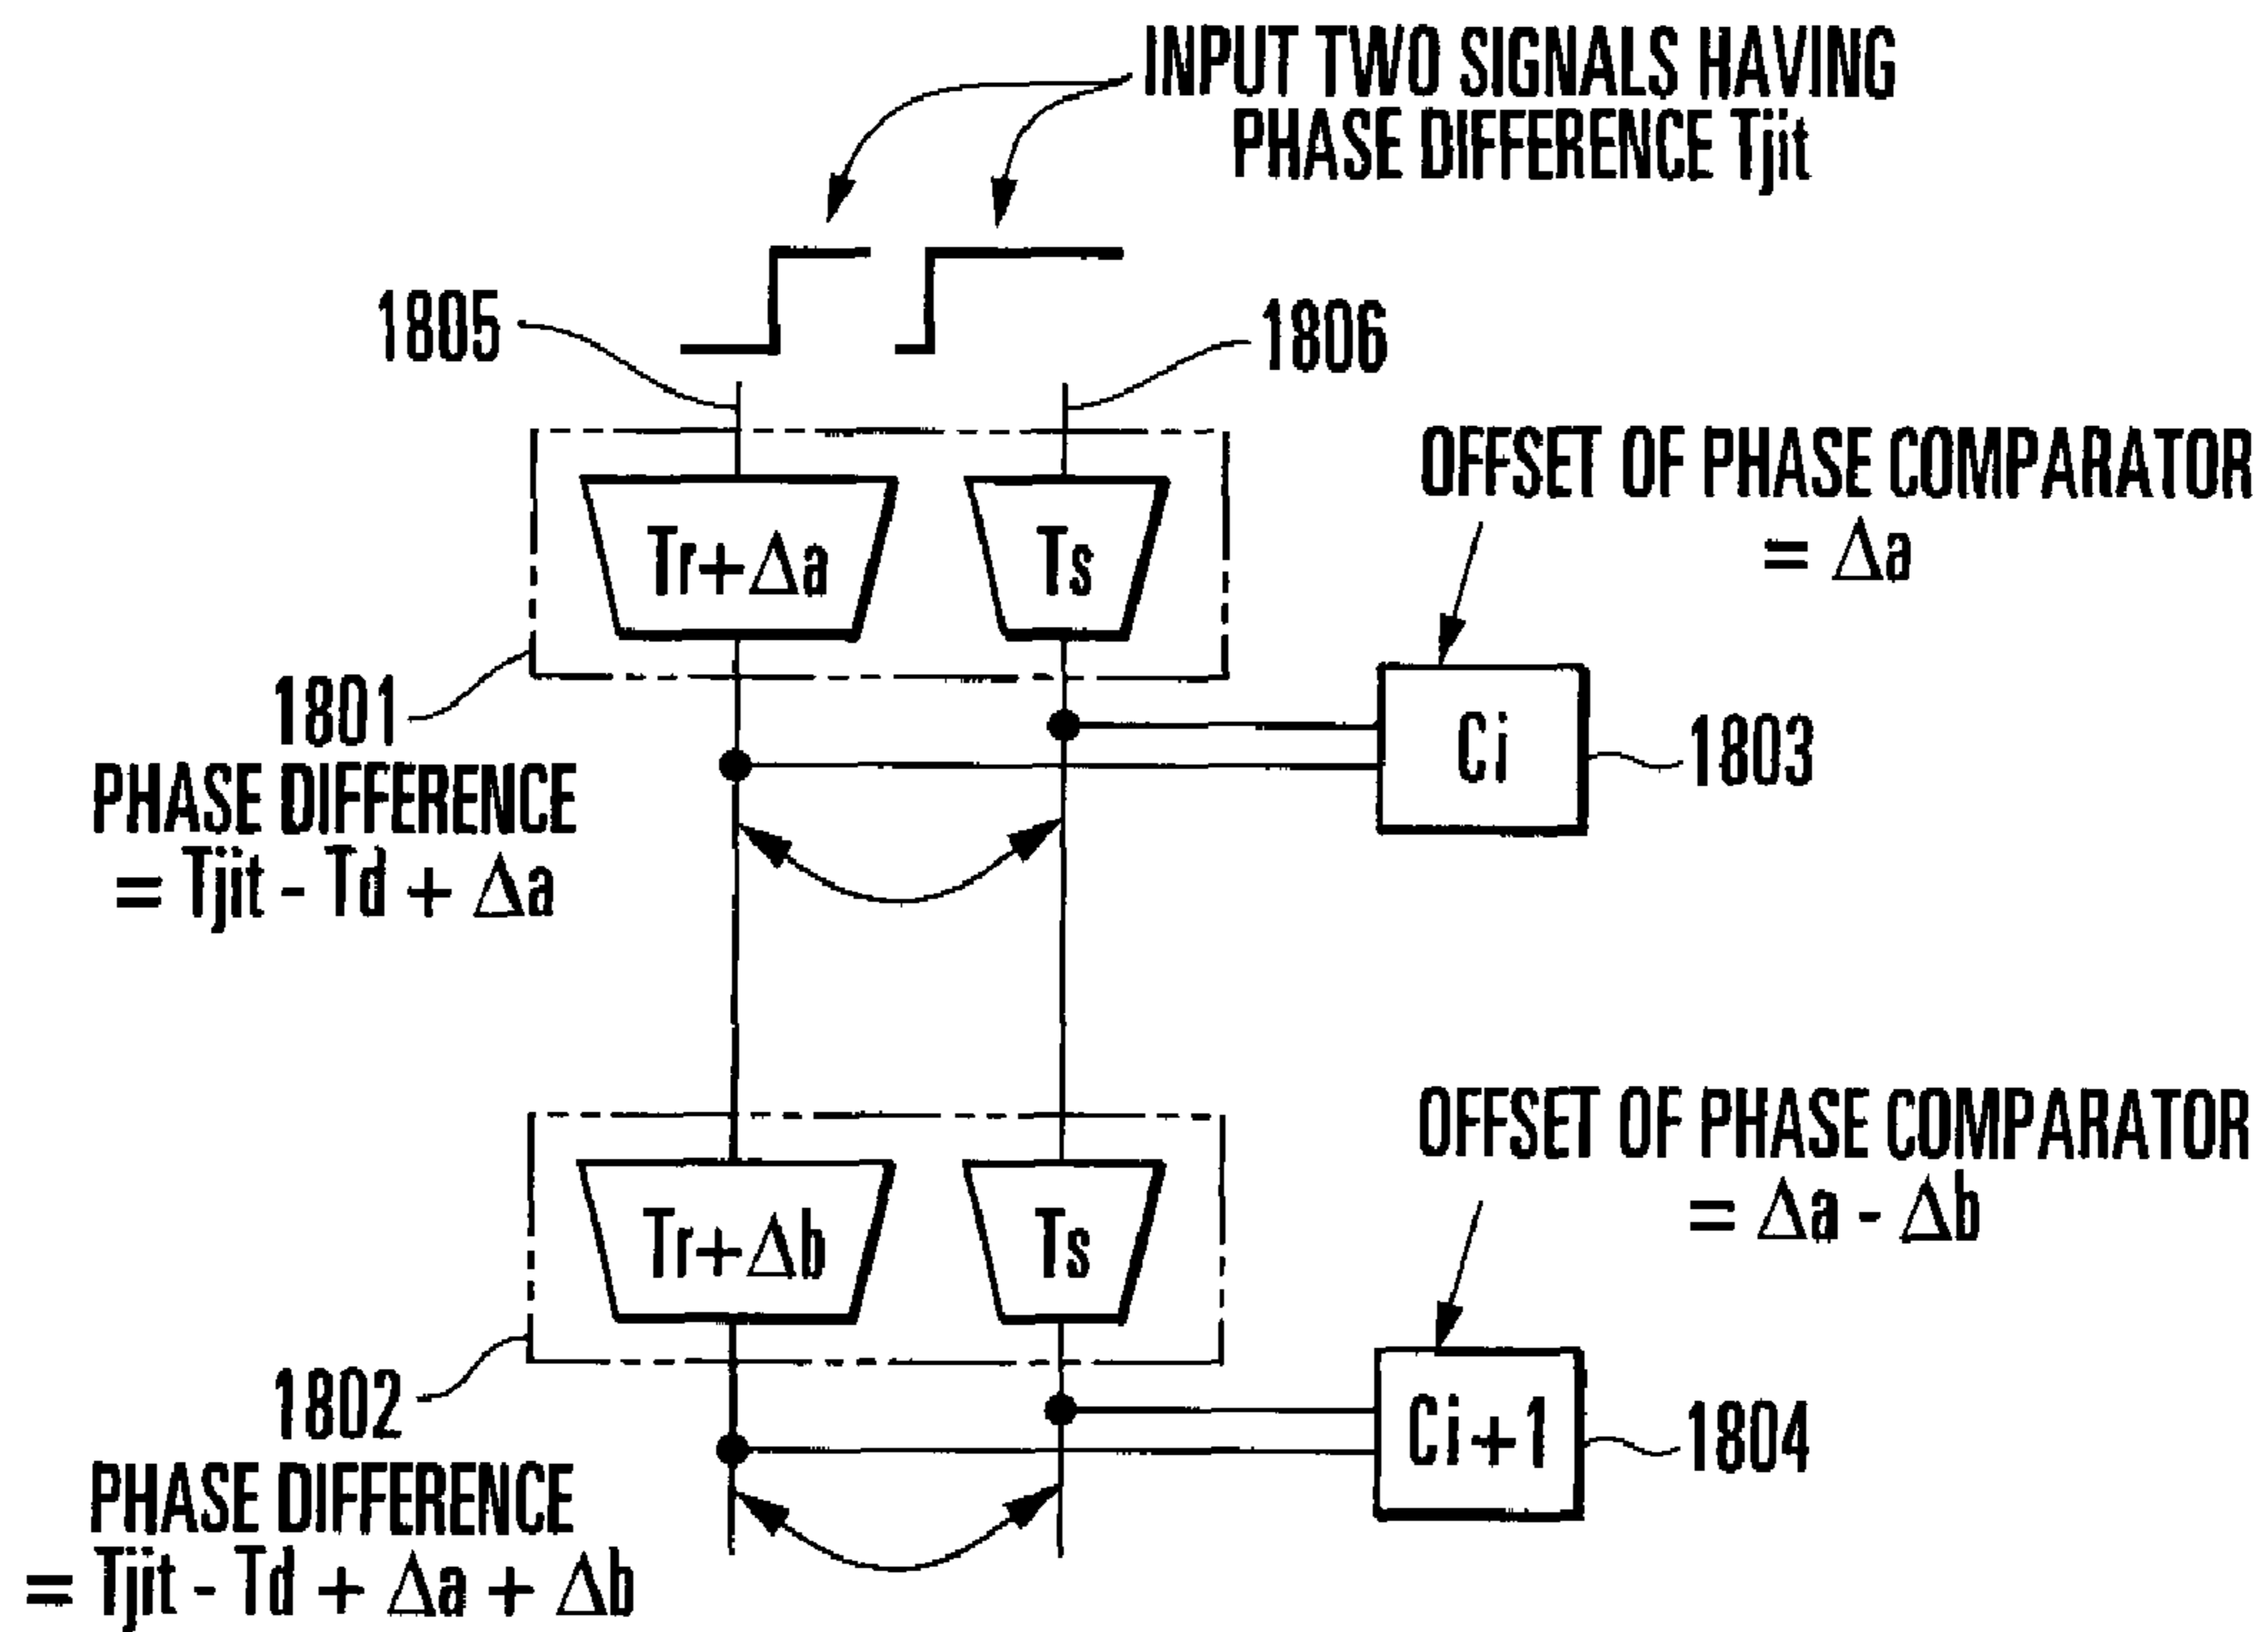 INPUT TWO SIGNALS HAVING
PHASE DIFFERENCE Tjit
1805
1806
OFFSET OF PHASE COMPARATOR
= Δa
Tr+Δa
Ts
1801
PHASE DIFFERENCE
= Tjit - Td + Δa
Ci
1803
OFFSET OF PHASE COMPARATOR
= Δa - Δb
Tr+Δb
Ts
1802
PHASE DIFFERENCE
= Tjit - Td + Δa + Δb
Ci+1
1804